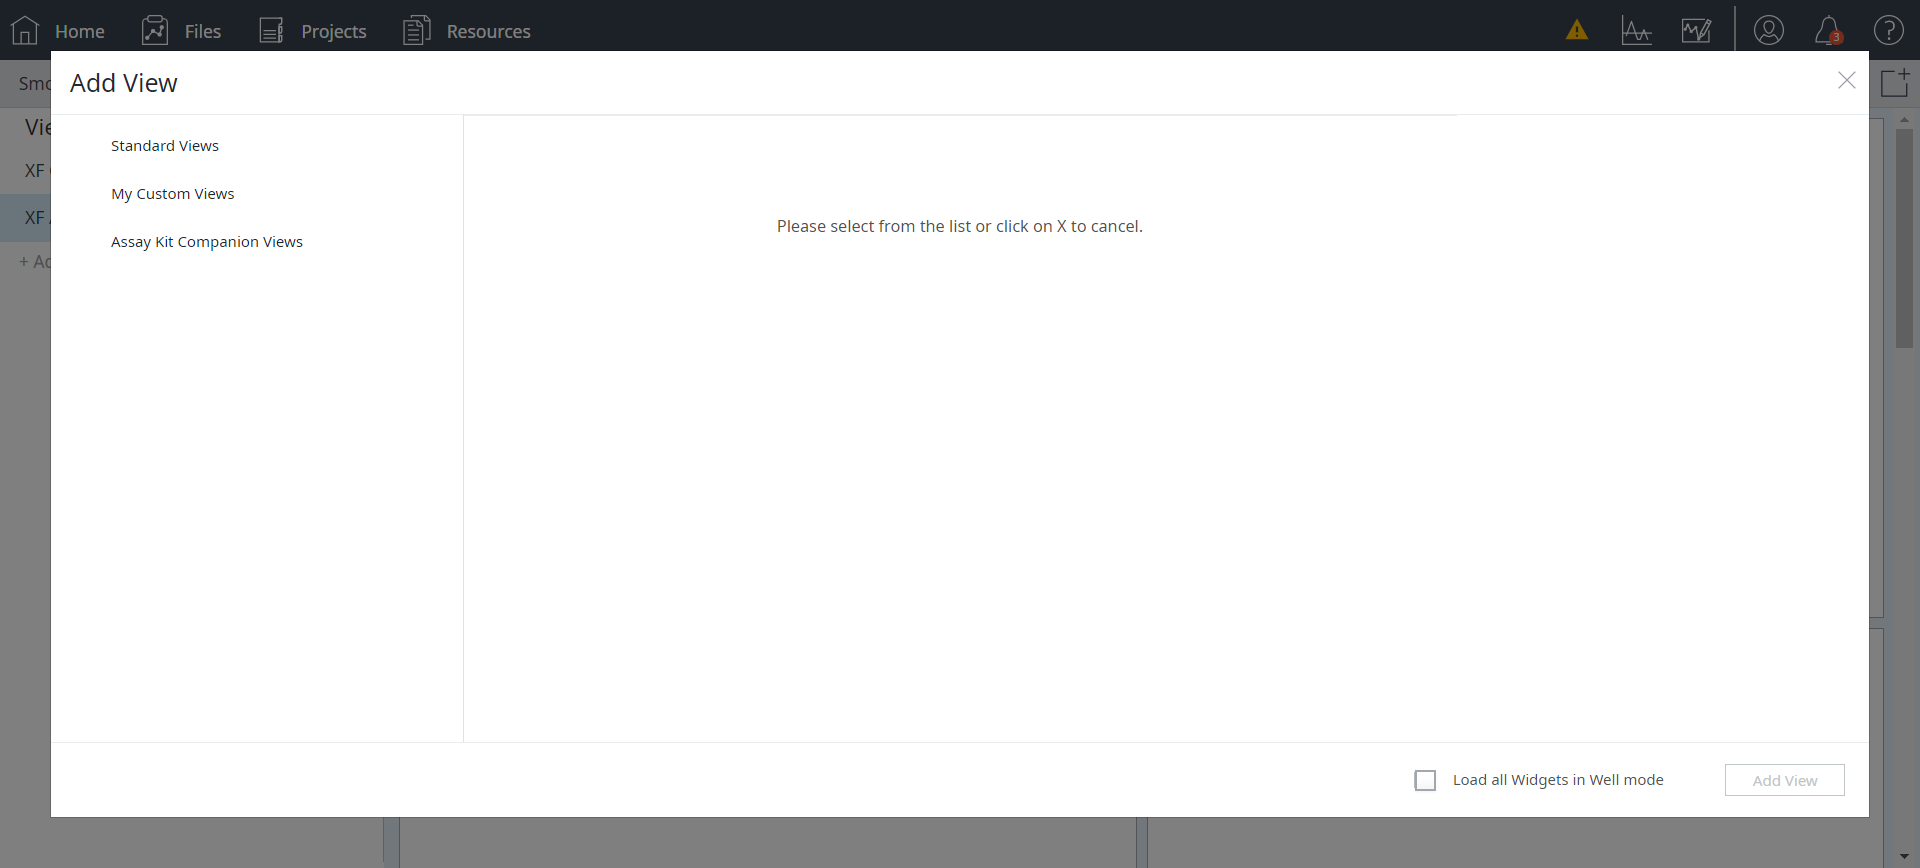 Home Files Projects Resources
3
Add View
Smo
Vie
XF
XF
+ Ad
Standard Views
My Custom Views
Assay Kit Companion Views
Please select from the list or click on X to cancel.
Load all Widgets in Well mode
Add View